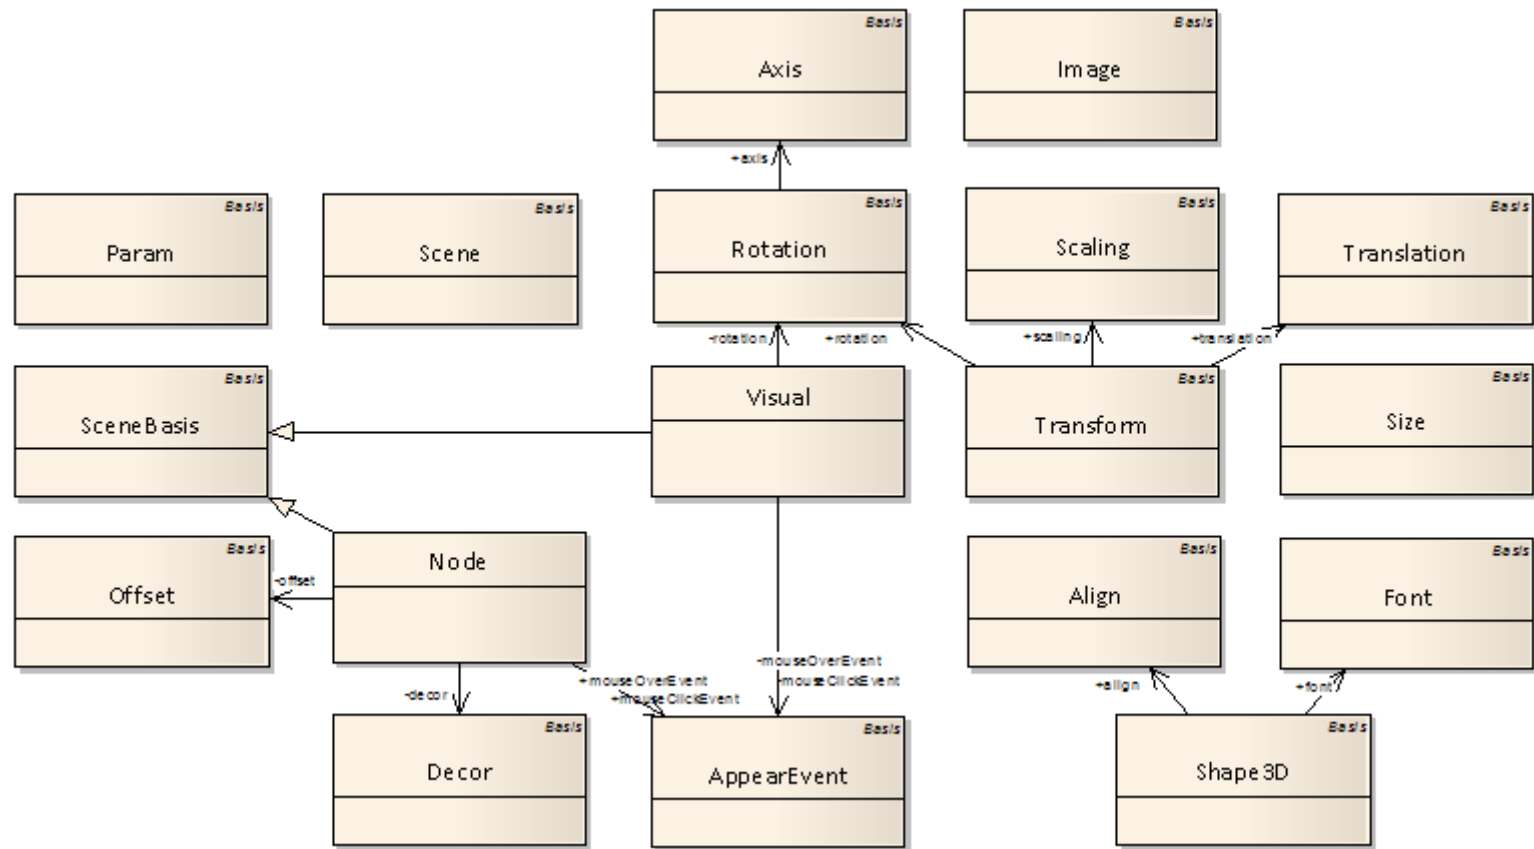 Basis
Axis
Basis
Image
+axis
Basis
Param
Basis
Scene
Basis
Rotation
Basis
Scaling
Basis
Translation
-rotation
+rotation
+scaling
+translation
Basis
SceneBasis
Visual
Basis
Transform
Basis
Size
Basis
Offset
-offset
Node
Basis
Align
Basis
Font
-decor
+mouseOverEvent
+mouseClickEvent
-mouseOverEvent
-mouseClickEvent
+align
+font
Basis
Decor
Basis
AppearEvent
Basis
Shape3D